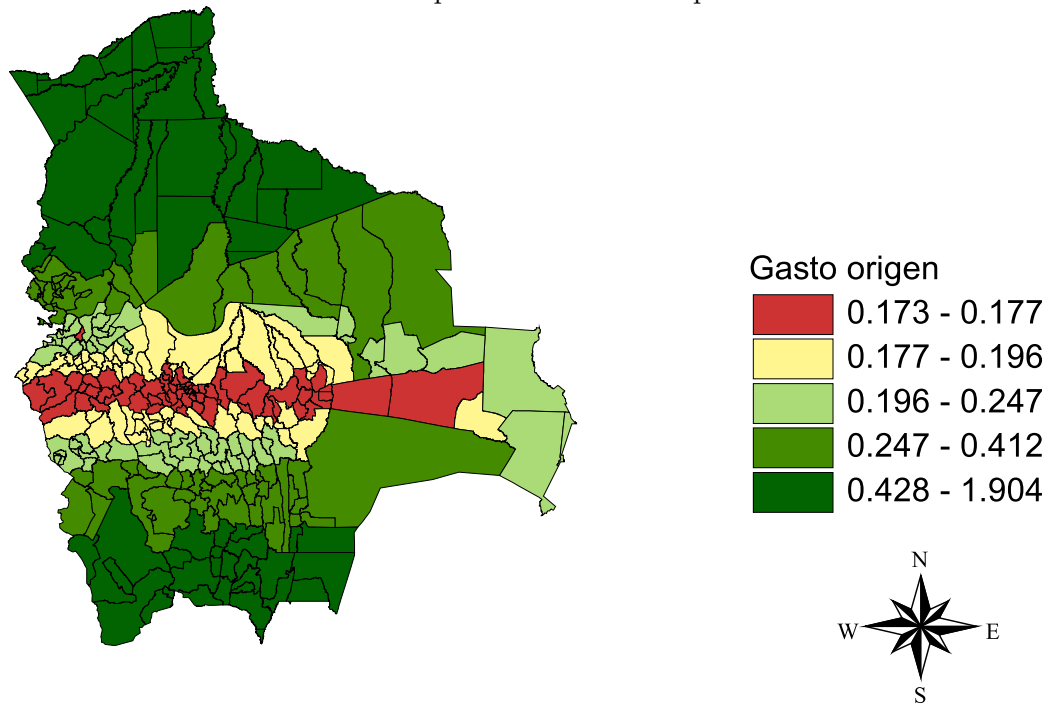 Gasto origen
0.173 - 0.177
0.177 - 0.196
0.196 - 0.247
0.247 - 0.412
0.428 - 1.904
N
W E
S